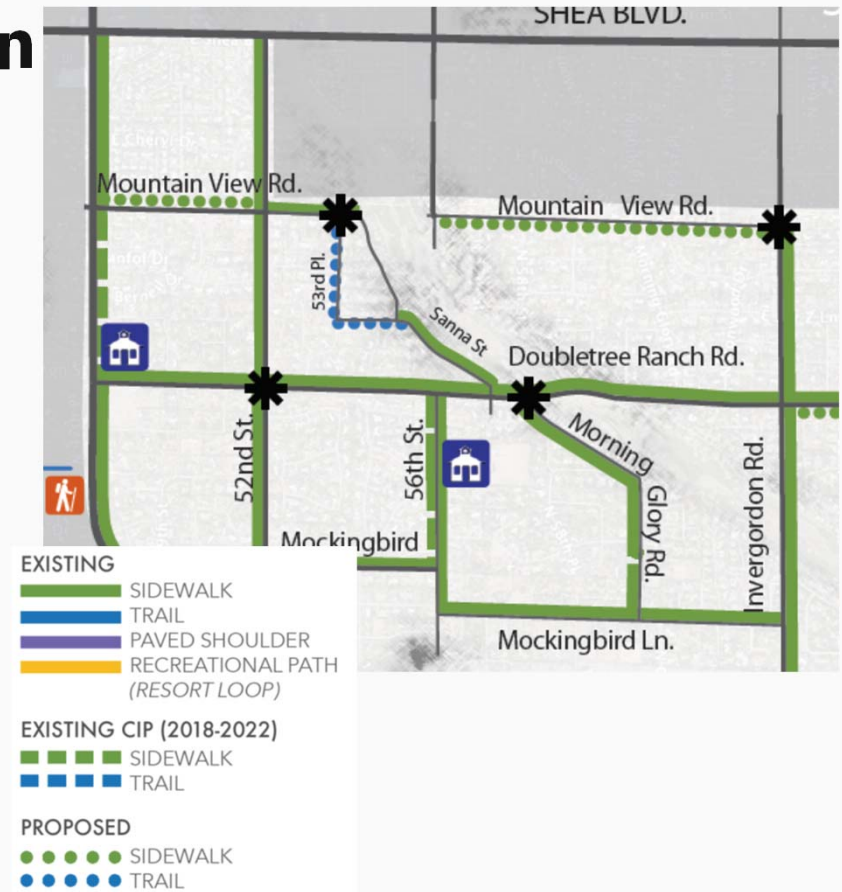 n
SHEA BLVD.
Mountain View Rd.
Mountain View Rd.
53rd Pl.
Sanna St
Doubletree Ranch Rd.
52nd St.
56th St.
Morning
Glory Rd.
Invergordon Rd.
Mockingbird
Mockingbird Ln.
EXISTING
SIDEWALK
TRAIL
PAVED SHOULDER
RECREATIONAL PATH
(RESORT LOOP)
EXISTING CIP (2018-2022)
SIDEWALK
TRAIL
PROPOSED
SIDEWALK
TRAIL